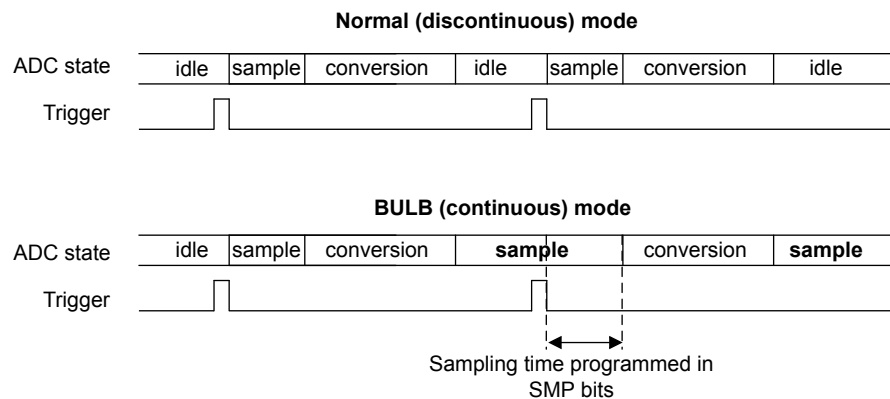 Normal (discontinuous) mode
ADC state idle sample conversion idle sample conversion idle
Trigger
BULB (continuous) mode
ADC state idle sample conversion sample conversion sample
Trigger
Sampling time programmed in
SMP bits